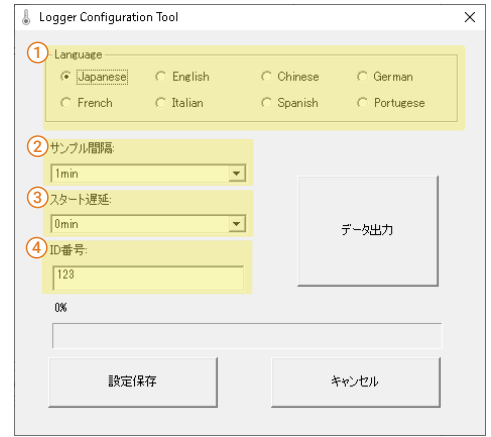 Logger Configuration Tool
1
Language
Japanese English Chinese German
French Italian Spanish Portugese
2 サンプル間隔:
1min
3 スタート遅延:
0min
データ出力
4 ID番号:
123
0%
設定保存 キャンセル